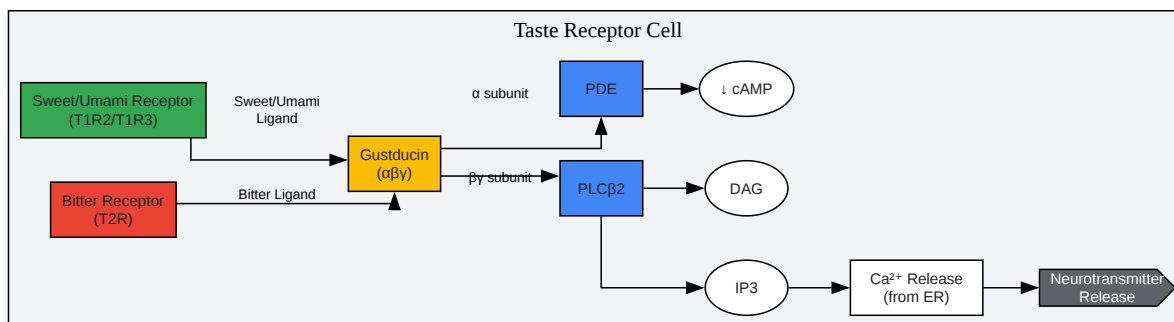 Taste Receptor Cell
Sweet/Umami Receptor
(T1R2/T1R3)
Sweet/Umami
Ligand
α subunit
PDE
↓ cAMP
Gustducin
(αβγ)
Bitter Receptor
(T2R)
Bitter Ligand
βγ subunit
PLCβ2
DAG
IP3
Ca²⁺ Release
(from ER)
Neurotransmitter
Release